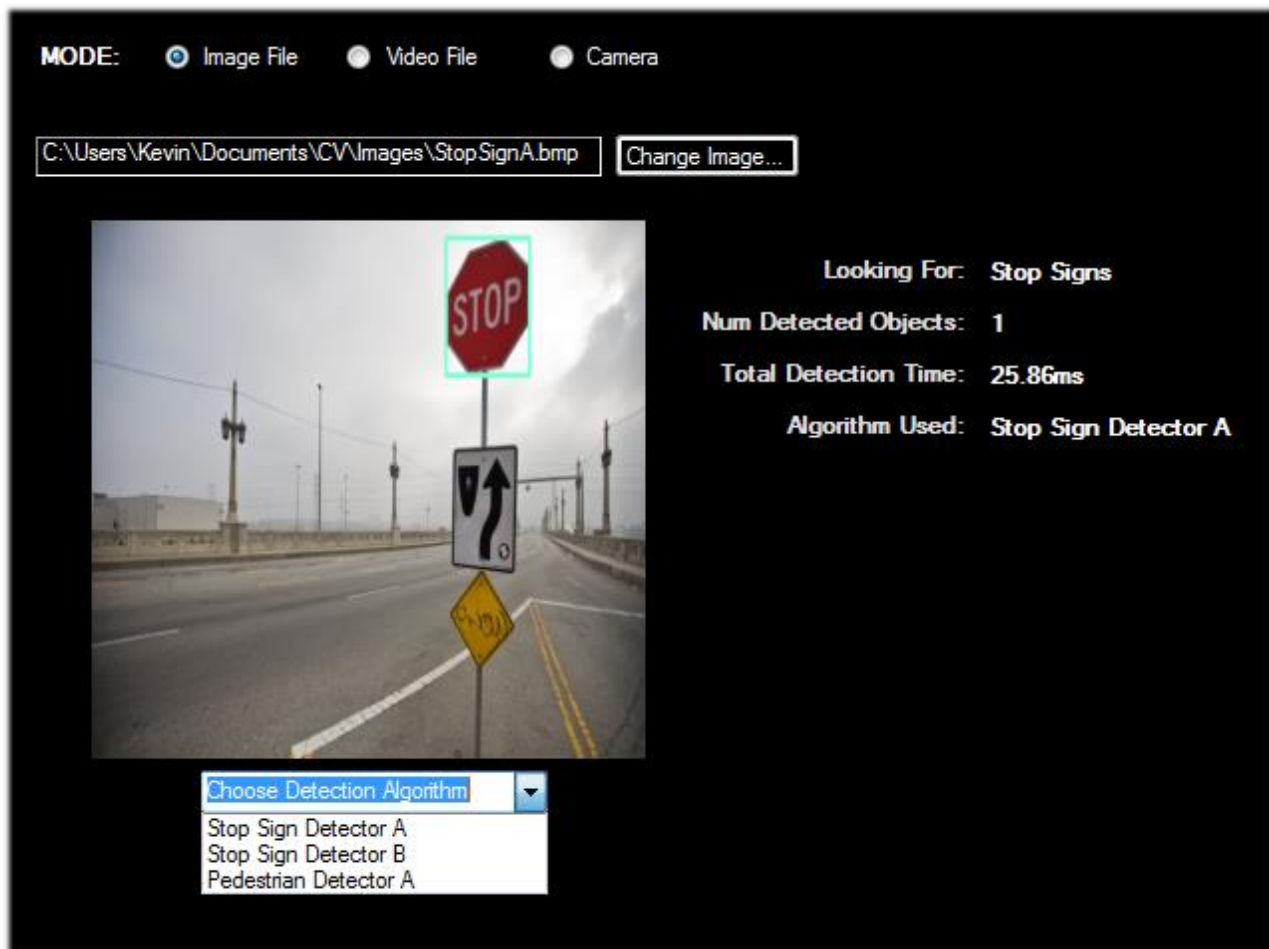 MODE: Image File Video File Camera
C:\Users\Kevin\Documents\CV\Images\StopSignA.bmp Change Image...
STOP
Looking For: Stop Signs
Num Detected Objects: 1
Total Detection Time: 25.86ms
Algorithm Used: Stop Sign Detector A
Choose Detection Algorithm
Stop Sign Detector A
Stop Sign Detector B
Pedestrian Detector A